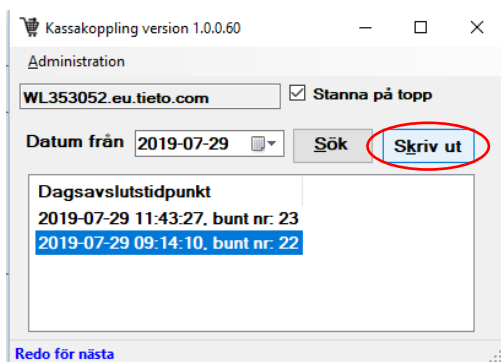 Kassakoppling version 1.0.0.60
Administration
WL353052.eu.tieto.com Stanna på topp
Datum från 2019-07-29 Sök Skriv ut
Dagsavslutstidpunkt
2019-07-29 11:43:27, bunt nr: 23
2019-07-29 09:14:10, bunt nr: 22
Redo för nästa